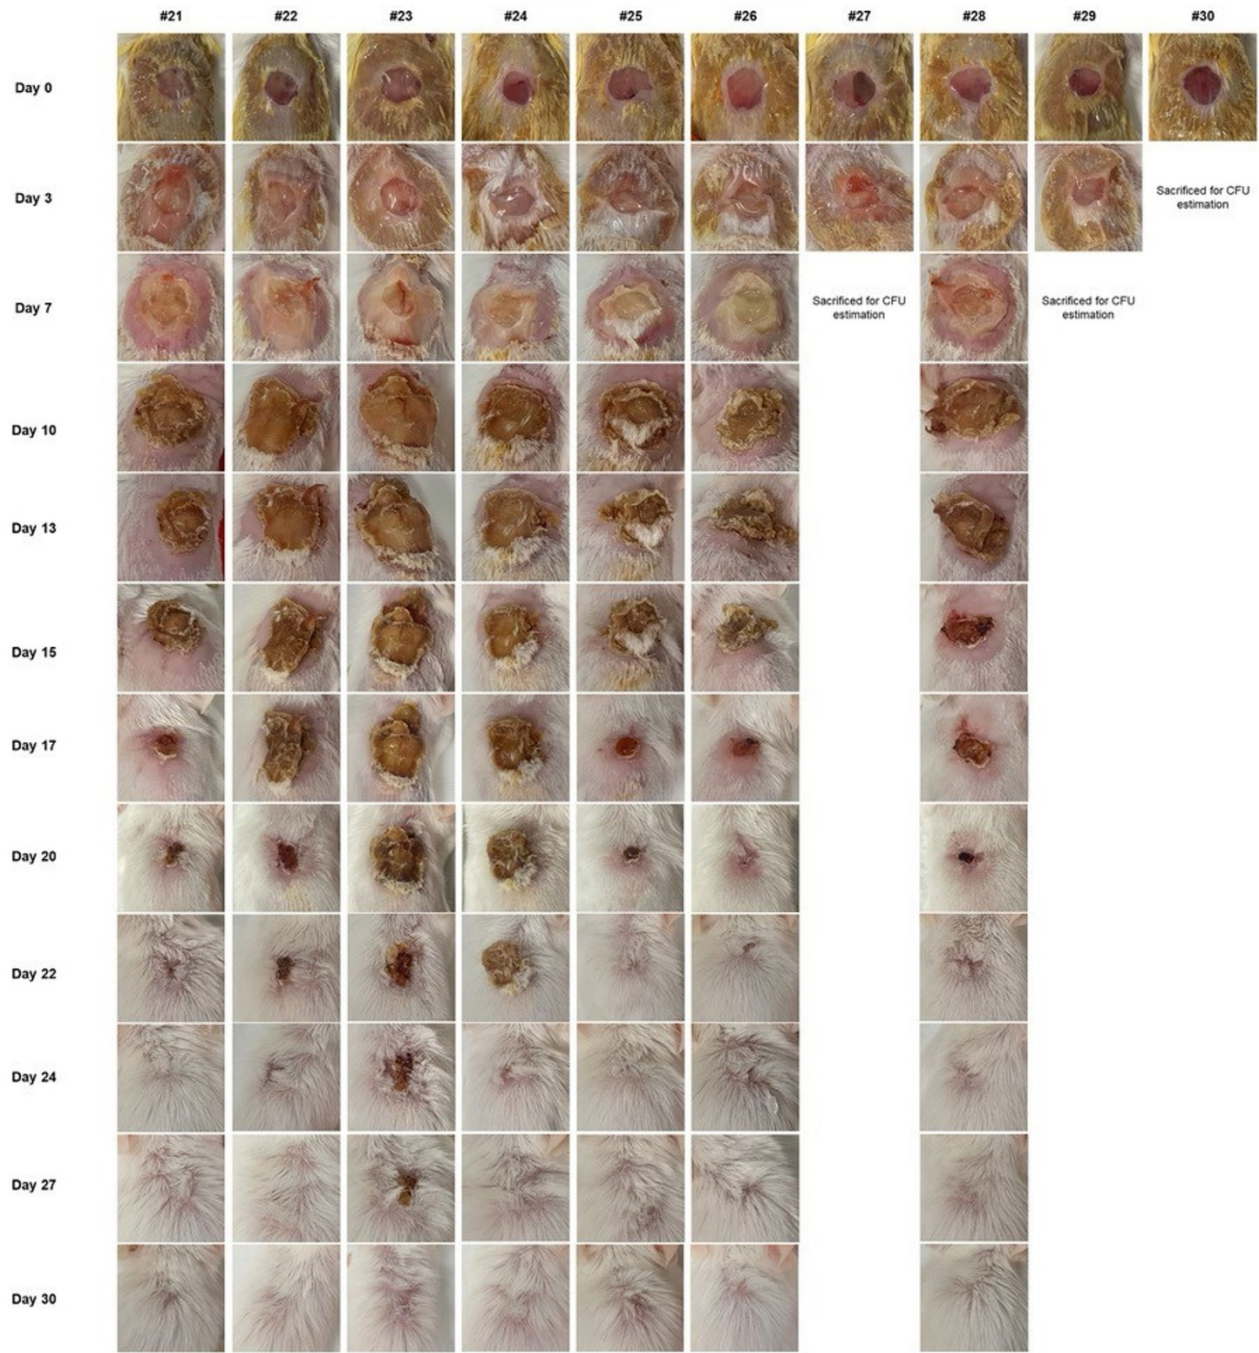 #21 #22 #23 #24 #25 #26 #27 #28 #29 #30
Day 0
Day 3
Sacrificed for CFU
estimation
Day 7
Sacrificed for CFU
estimation
Sacrificed for CFU
estimation
Day 10
Day 13
Day 15
Day 17
Day 20
Day 22
Day 24
Day 27
Day 30